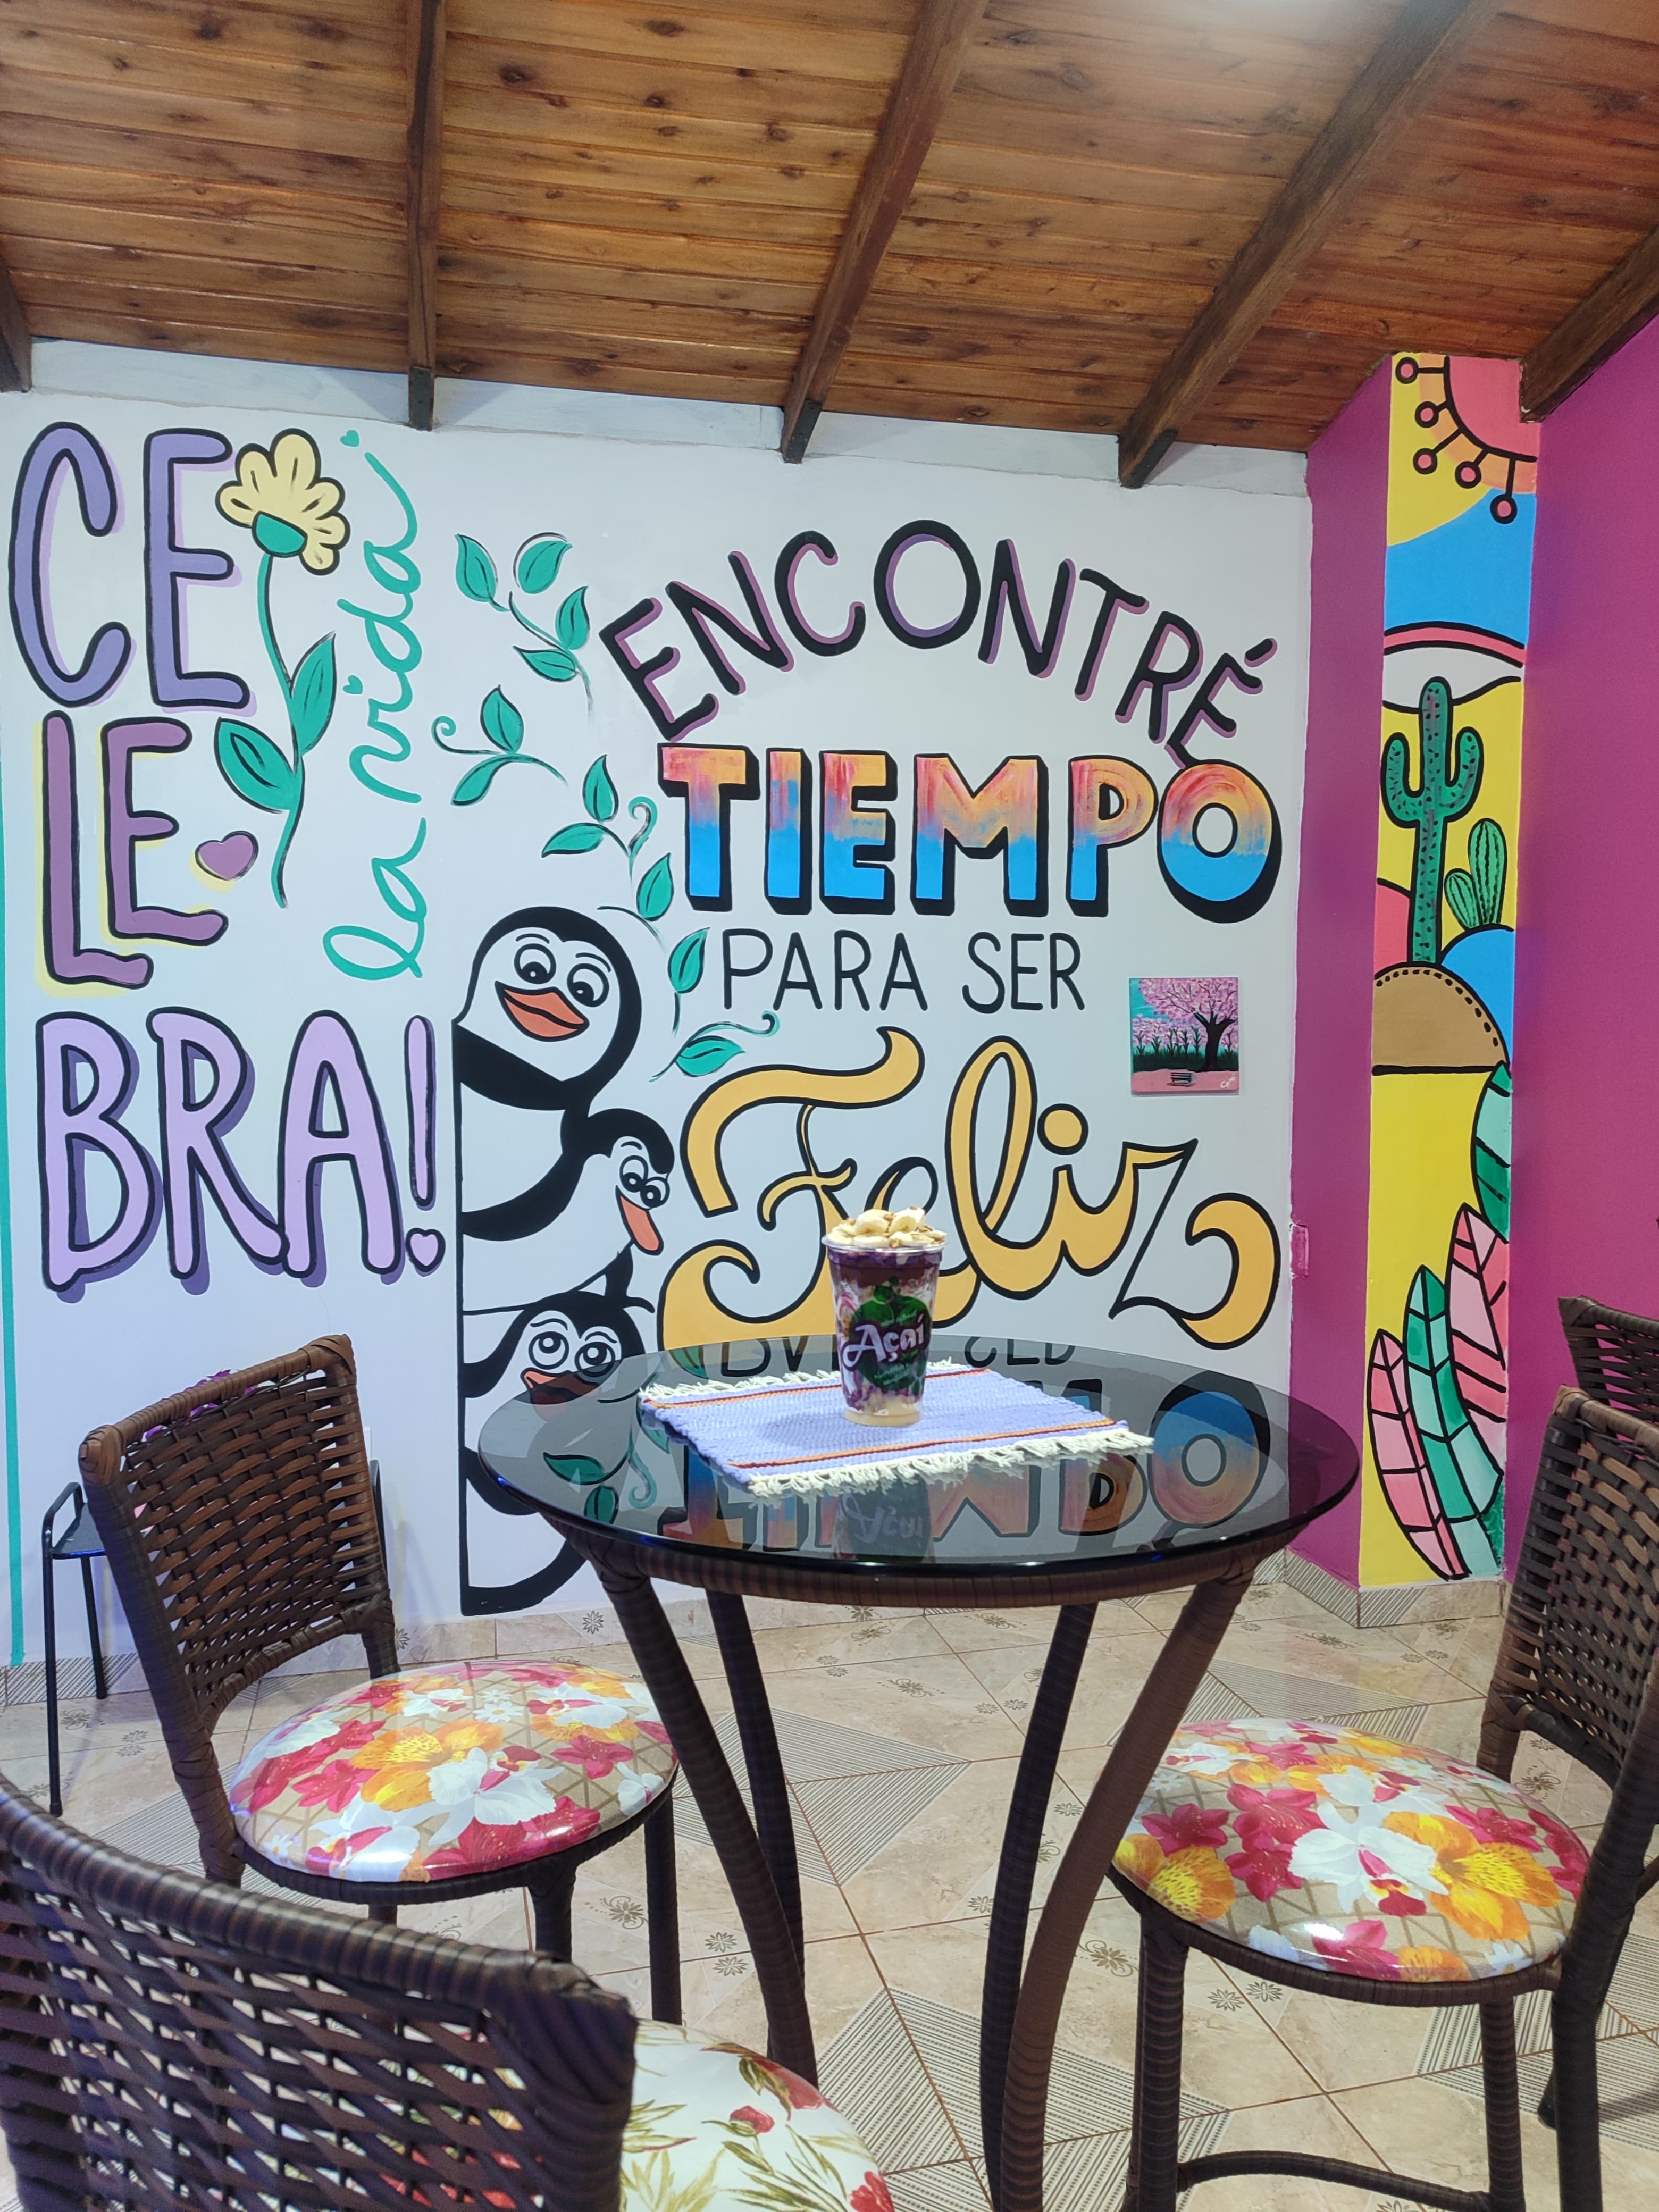 CE
LE
BRA!
la vida
ENCONTRÉ
TIEMPO
PARA SER
Feliz
Açaí